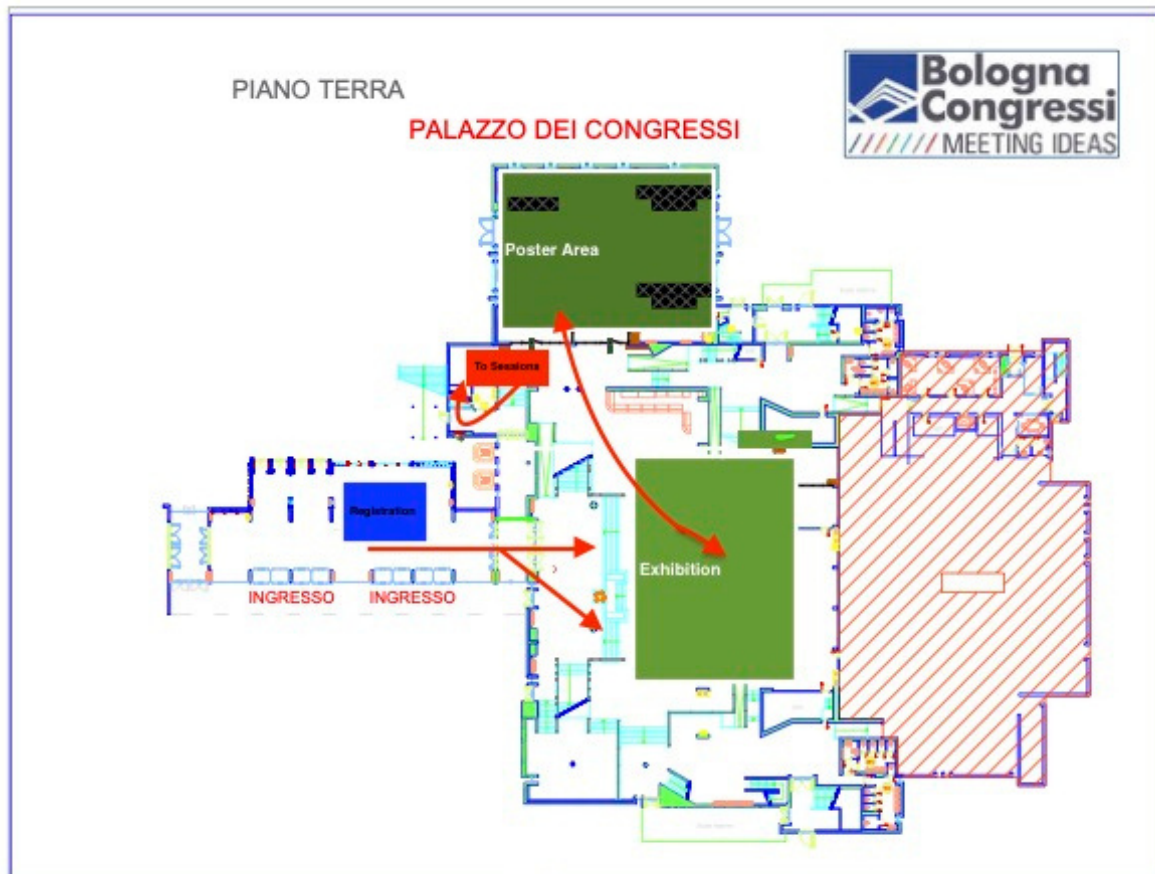 PIANO TERRA
PALAZZO DEI CONGRESSI
Bologna
Congressi
MEETING IDEAS
Poster Area
To Sessions
Registration
Exhibition
INGRESSO INGRESSO